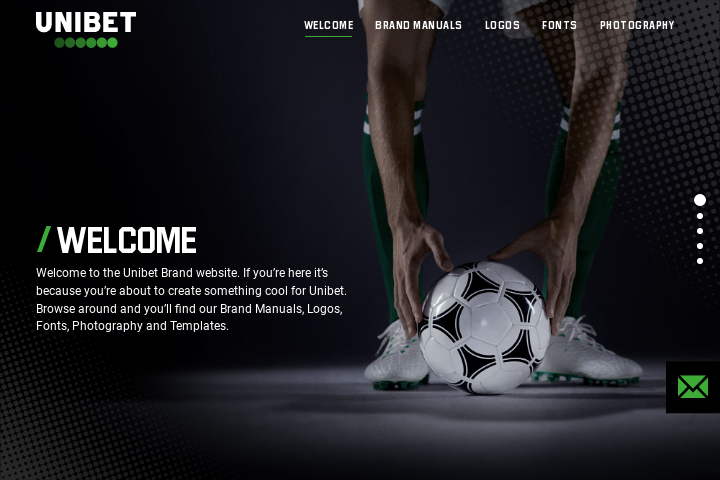 UNIBET
WELCOME BRAND MANUALS LOGOS FONTS PHOTOGRAPHY
/ WELCOME
Welcome to the Unibet Brand website. If you’re here it’s
because you’re about to create something cool for Unibet.
Browse around and you’ll find our Brand Manuals, Logos,
Fonts, Photography and Templates.